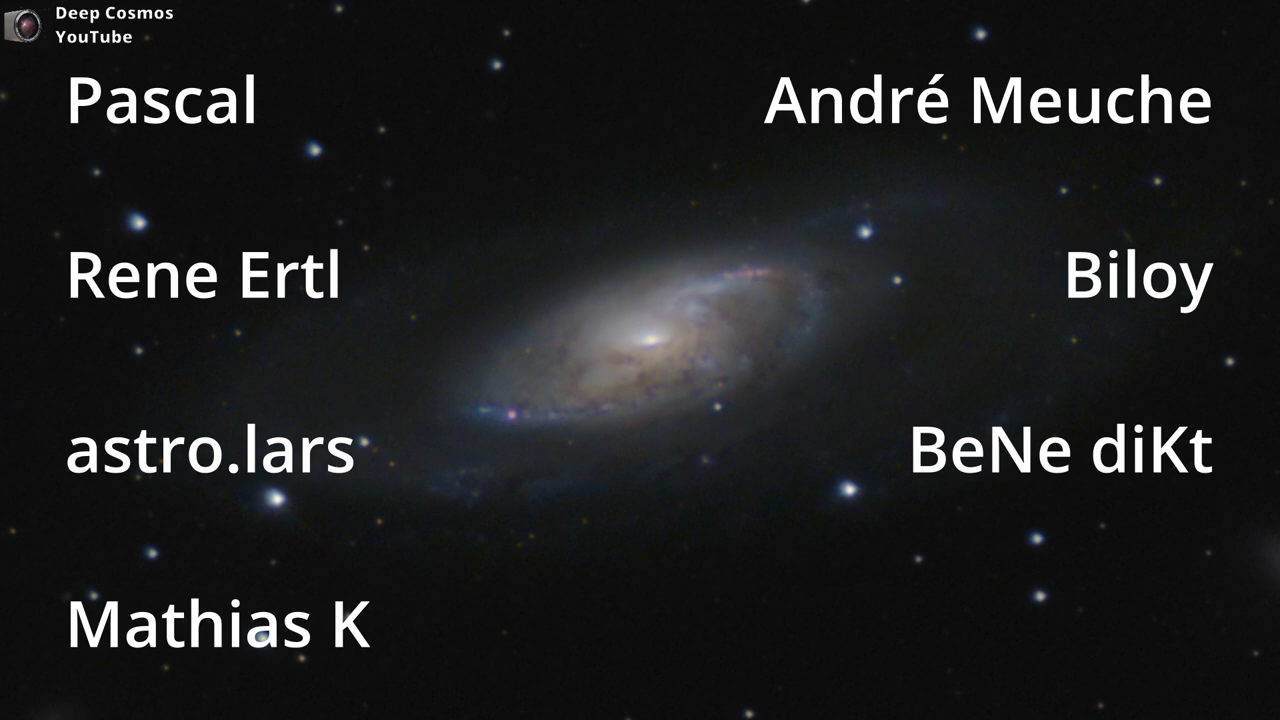 Deep Cosmos
YouTube
Pascal
André Meuche
Rene Ertl
Biloy
astro.lars
BeNe diKt
Mathias K